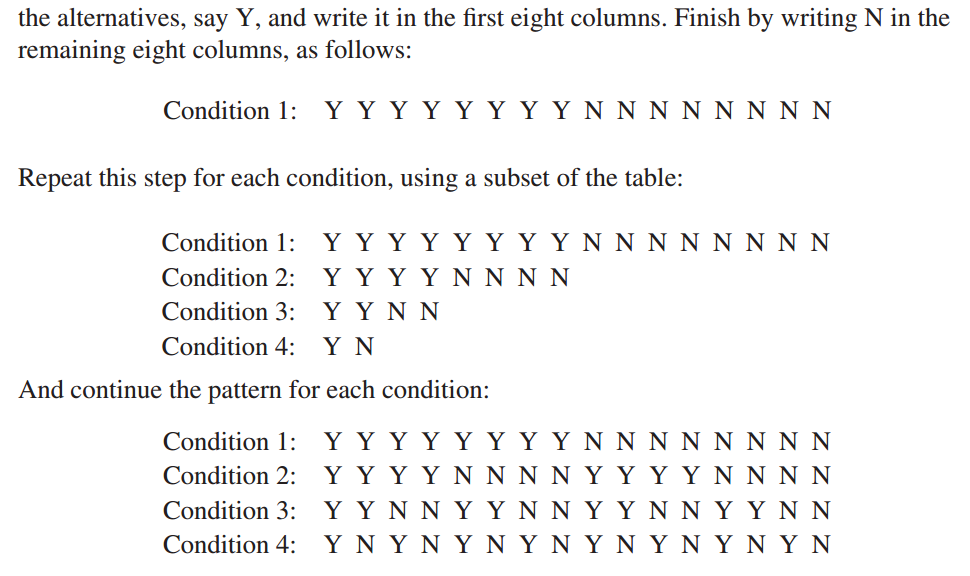 the alternatives, say Y, and write it in the first eight columns. Finish by writing N in the
remaining eight columns, as follows:
Condition 1: Y Y Y Y Y Y Y Y N N N N N N N N
Repeat this step for each condition, using a subset of the table:
Condition 1: Y Y Y Y Y Y Y Y N N N N N N N N
Condition 2: Y Y Y Y N N N N
Condition 3: Y Y N N
Condition 4: Y N
And continue the pattern for each condition:
Condition 1: Y Y Y Y Y Y Y Y N N N N N N N N
Condition 2: Y Y Y Y N N N N Y Y Y Y N N N N
Condition 3: Y Y N N Y Y N N Y Y N N Y Y N N
Condition 4: Y N Y N Y N Y N Y N Y N Y N Y N